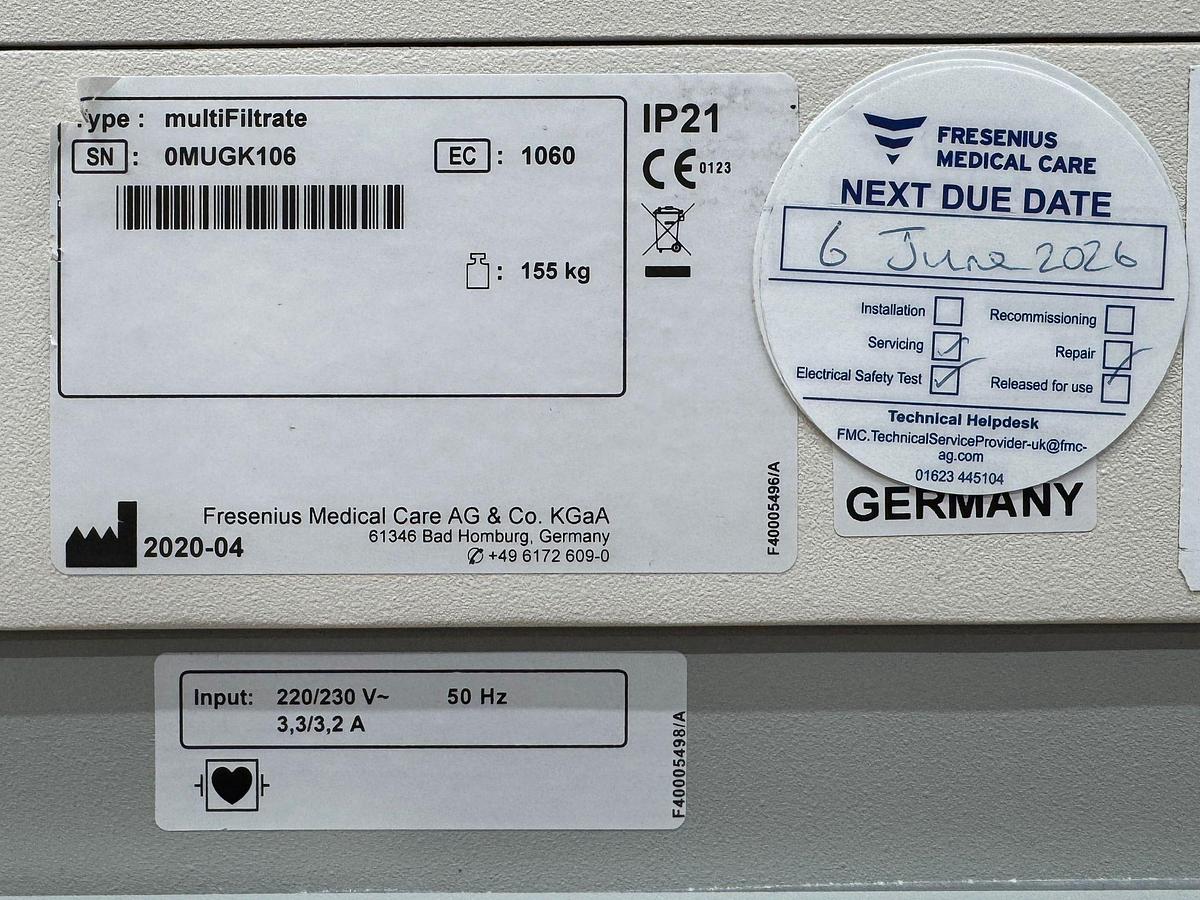 ype : multiFiltrate
SN : 0MUGK106 EC : 1060
: 155 kg
IP21
CE 0123
Fresenius Medical Care AG & Co. KGaA
61346 Bad Homburg, Germany
+49 6172 609-0
2020-04
F40005496/A
FRESENIUS
MEDICAL CARE
NEXT DUE DATE
6 June 2026
Installation Recommissioning
Servicing Repair
Electrical Safety Test Released for use
Technical Helpdesk
FMC.TechnicalServiceProvider-uk@fmc-
ag.com
01623 445104
GERMANY
Input: 220/230 V~ 50 Hz
3,3/3,2 A
F40005498/A